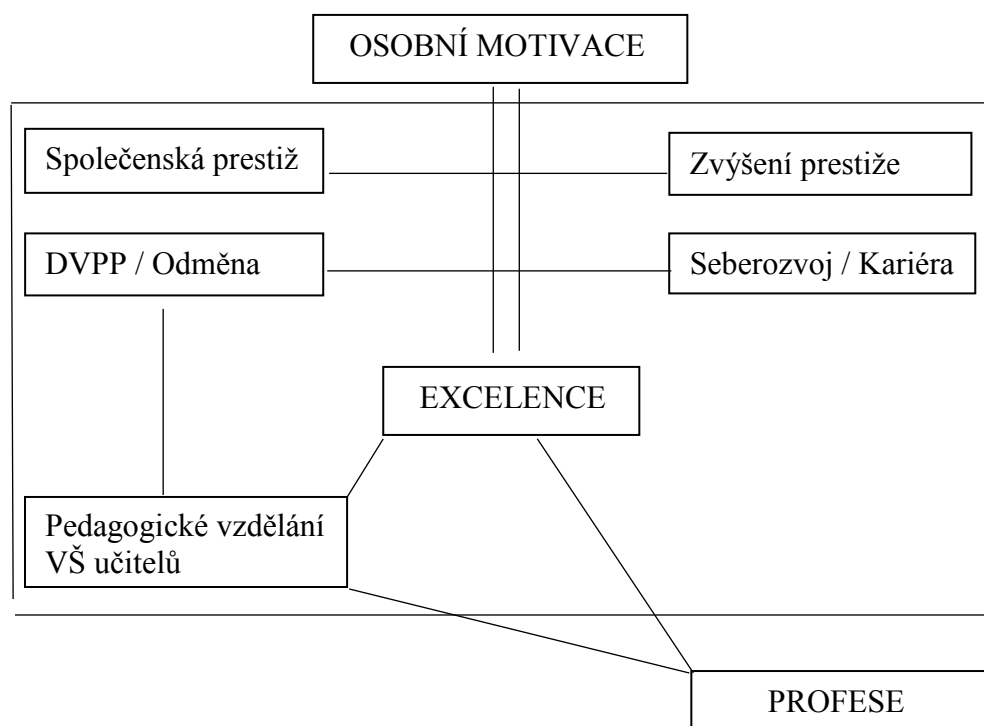 OSOBNÍ MOTIVACE
Společenská prestiž
Zvýšení prestiže
DVPP / Odměna
Seberozvoj / Kariéra
EXCELENCE
Pedagogické vzdělání
VŠ učitelů
PROFESE